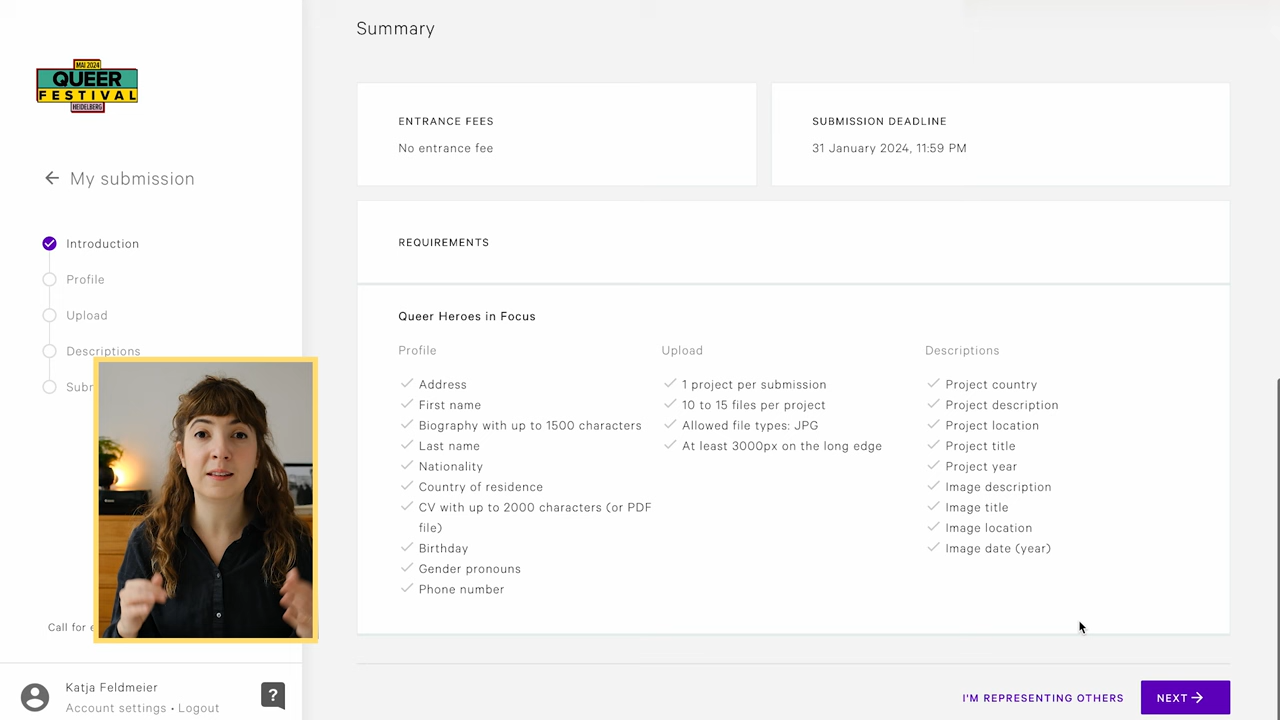 MAI 2024
QUEER
FESTIVAL
HEIDELBERG
My submission
Introduction
Profile
Upload
Descriptions
Call for
Katja Feldmeier
Account settings • Logout
?
Summary
ENTRANCE FEES
No entrance fee
SUBMISSION DEADLINE
31 January 2024, 11:59 PM
REQUIREMENTS
Queer Heroes in Focus
Profile
Address
First name
Biography with up to 1500 characters
Last name
Nationality
Country of residence
CV with up to 2000 characters (or PDF
file)
Birthday
Gender pronouns
Phone number
Upload
1 project per submission
10 to 15 files per project
Allowed file types: JPG
At least 3000px on the long edge
Descriptions
Project country
Project description
Project location
Project title
Project year
Image description
Image title
Image location
Image date (year)
I'M REPRESENTING OTHERS
NEXT